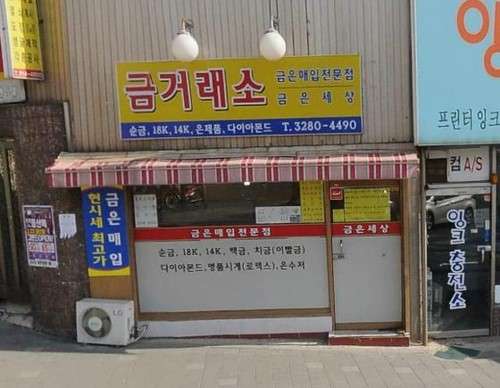 금거래소
금은매입전문점
금은세상
순금, 18K, 14K, 은제품, 다이아몬드 T. 3280-4490
금은매입
현시세 최고가
금은매입전문점
금은세상
순금, 18K, 14K, 백금, 치금(이빨금)
다이아몬드, 명품시계(로렉스), 은수저
LG
잉
프린터 잉크
컴 A/S
잉크충전소